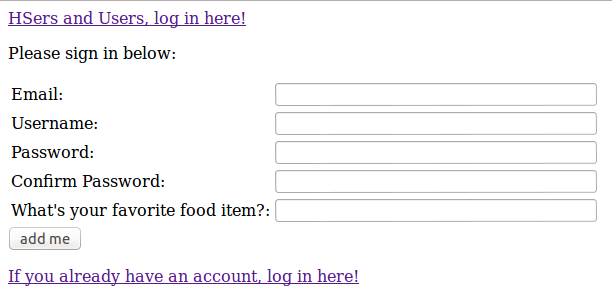 HSers and Users, log in here!
Please sign in below:
Email:
Username:
Password:
Confirm Password:
What's your favorite food item?:
add me
If you already have an account, log in here!